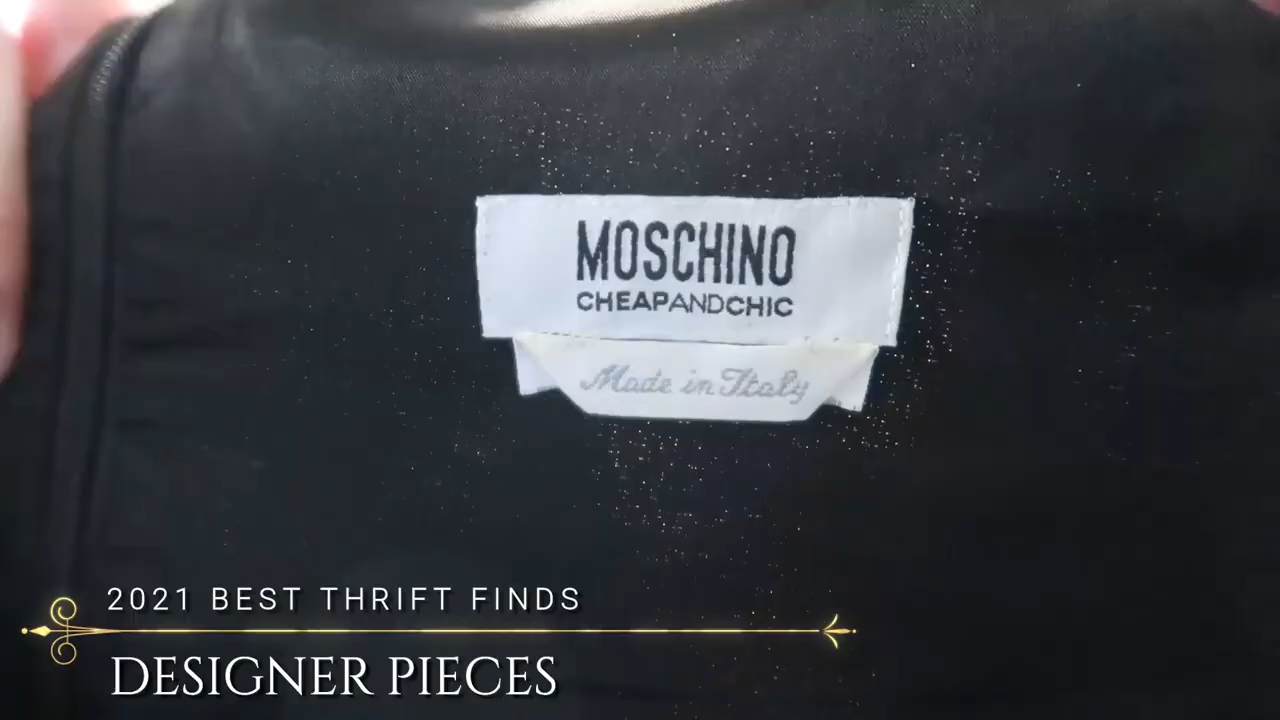 MOSCHINO
CHEAPANDCHIC
Made in Italy
2021 BEST THRIFT FINDS
DESIGNER PIECES